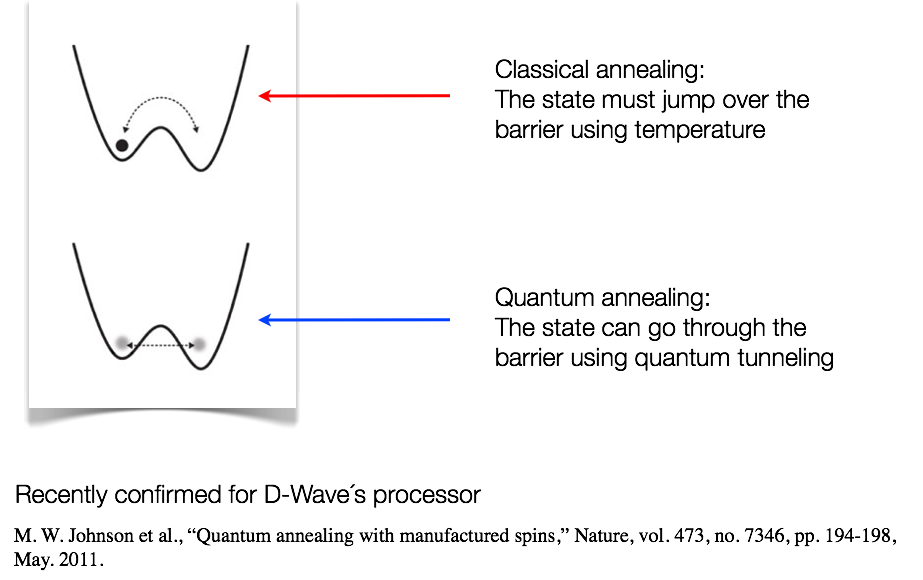 Classical annealing:
The state must jump over the
barrier using temperature
Quantum annealing:
The state can go through the
barrier using quantum tunneling
Recently confirmed for D-Wave´s processor
M. W. Johnson et al., “Quantum annealing with manufactured spins,” Nature, vol. 473, no. 7346, pp. 194-198,
May. 2011.